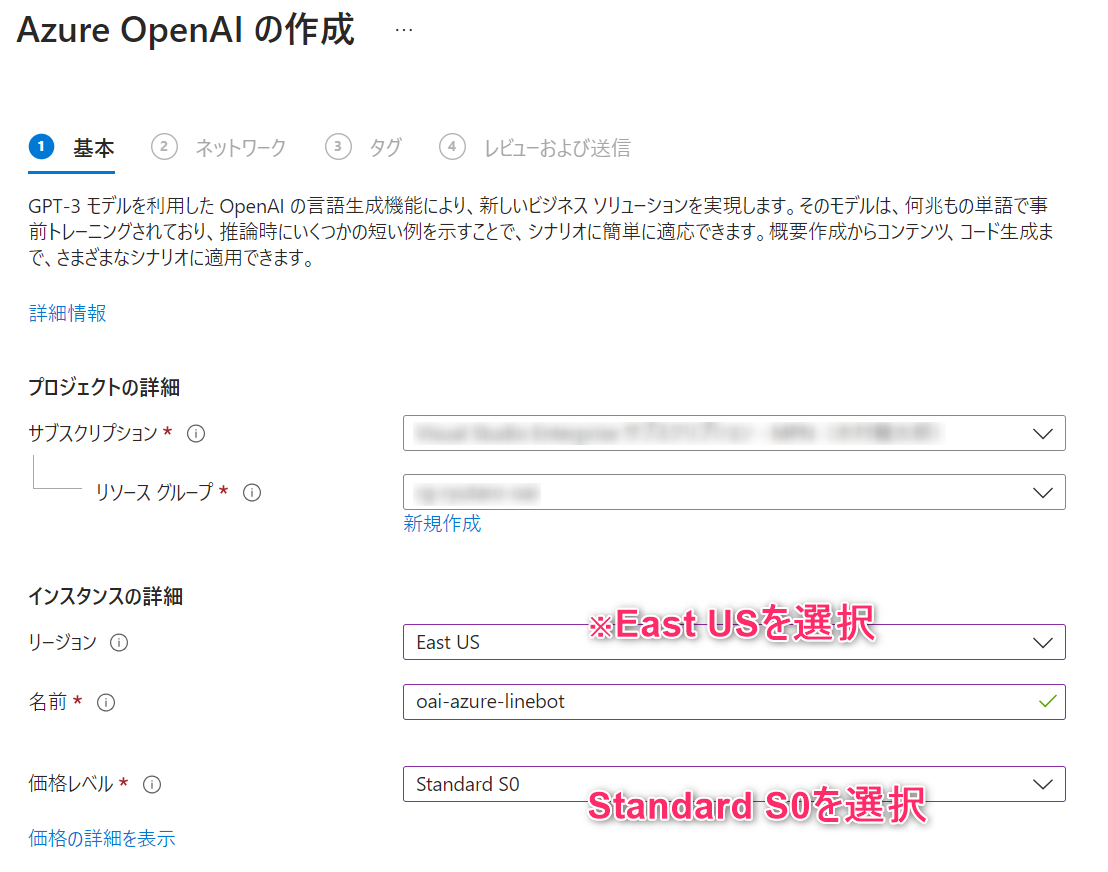 Azure OpenAI の作成 …
1 基本 2 ネットワーク 3 タグ 4 レビューおよび送信
GPT-3 モデルを利用した OpenAI の言語生成機能により、新しいビジネス ソリューションを実現します。そのモデルは、何兆もの単語で事
前トレーニングされており、推論時にいくつかの短い例を示すことで、シナリオに簡単に適応できます。概要作成からコンテンツ、コード生成ま
で、さまざまなシナリオに適用できます。
詳細情報
プロジェクトの詳細
サブスクリプション *
リソース グループ *
新規作成
インスタンスの詳細
※East USを選択
リージョン East US
名前 * oai-azure-linebot
価格レベル * Standard S0
Standard S0を選択
価格の詳細を表示